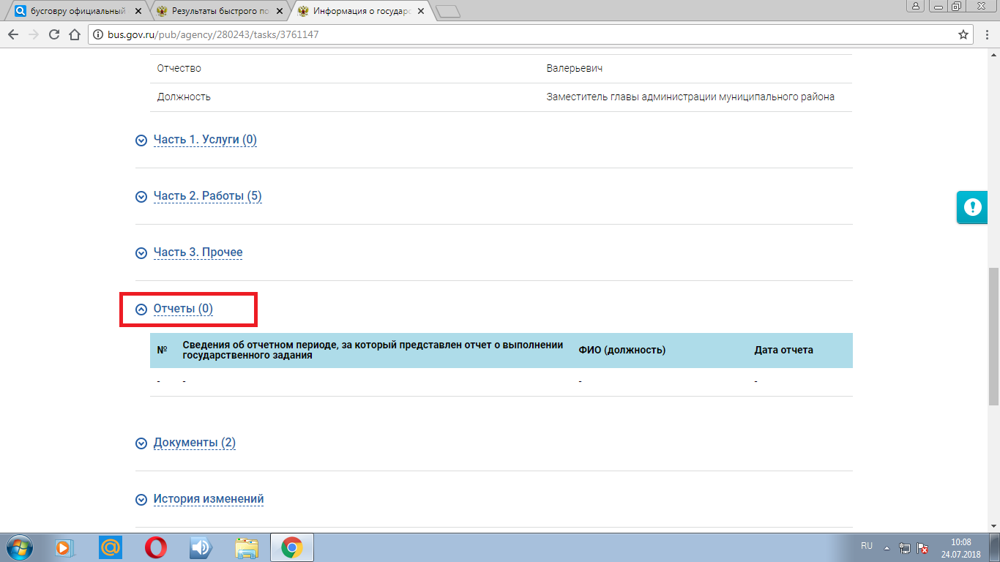 бусговру официальный
Результаты быстрого по
Информация о государс
bus.gov.ru/pub/agency/280243/tasks/3761147
Отчество Валерьевич
Должность Заместитель главы администрации муниципального района
Часть 1. Услуги (0)
Часть 2. Работы (5)
Часть 3. Прочее
Отчеты (0)
№ Сведения об отчетном периоде, за который представлен отчет о выполнении государственного задания ФИО (должность) Дата отчета
- - - -
Документы (2)
История изменений
RU 10:08
24.07.2018